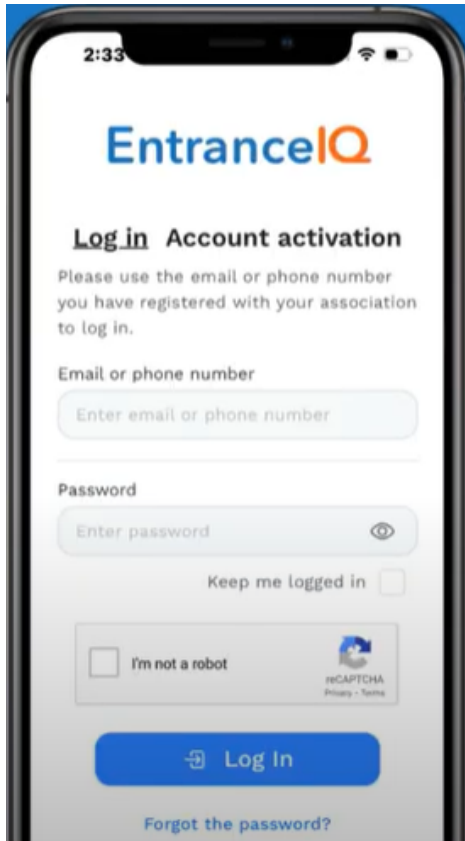 2:33
EntranceIQ
Log in Account activation
Please use the email or phone number
you have registered with your association
to log in.
Email or phone number
Enter email or phone number
Password
Enter password
Keep me logged in
I'm not a robot
reCAPTCHA
Privacy - Terms
Log In
Forgot the password?